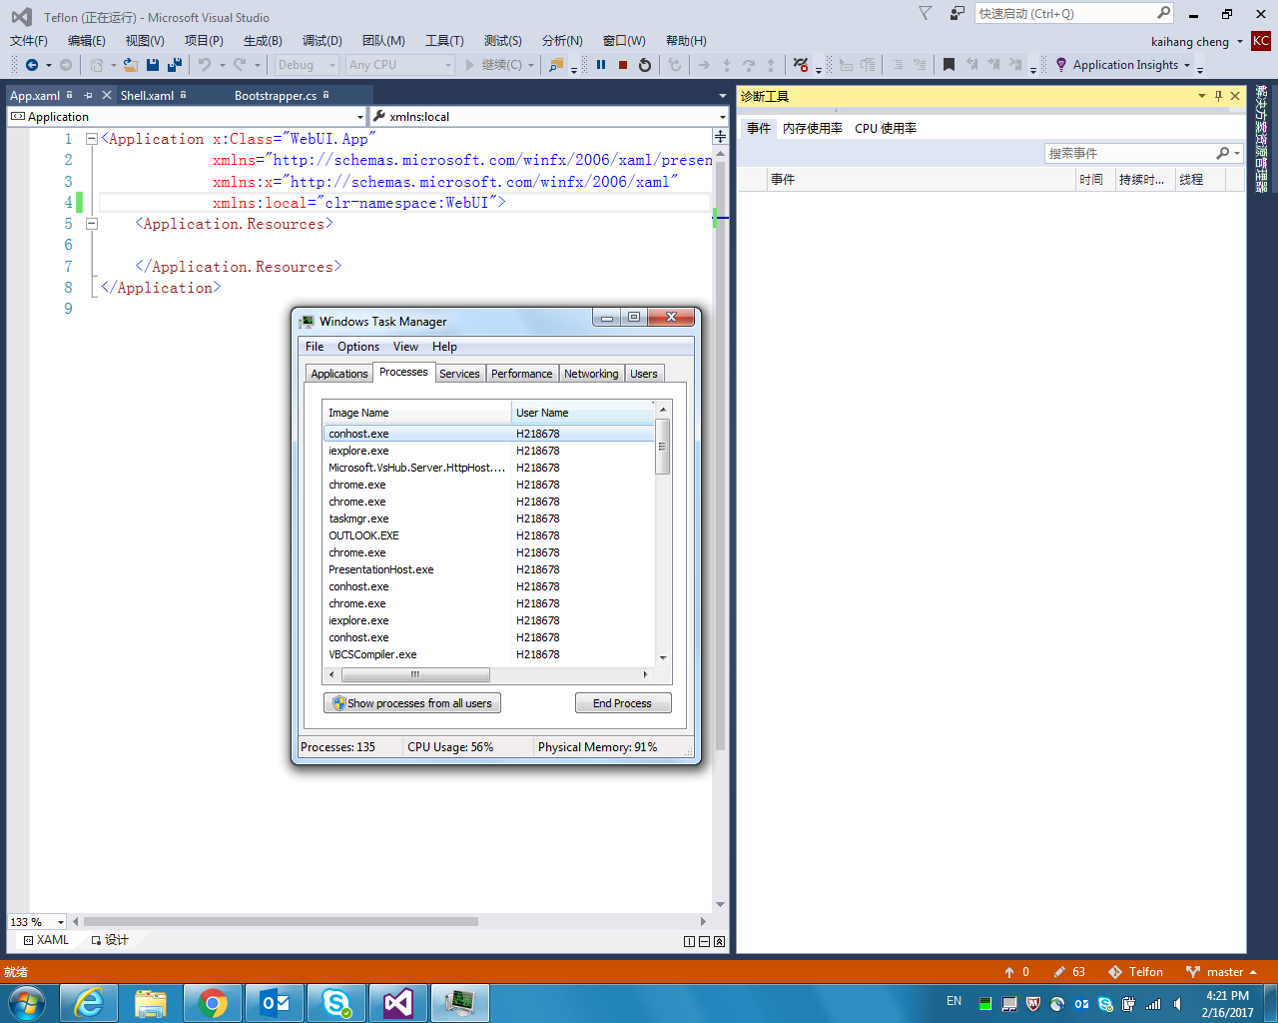 Teflon (正在运行) - Microsoft Visual Studio
快速启动 (Ctrl+Q)
文件(F) 编辑(E) 视图(V) 项目(P) 生成(B) 调试(D) 团队(M) 工具(T) 测试(S) 分析(N) 窗口(W) 帮助(H)
kaihang cheng KC
Debug Any CPU 继续(C) Application Insights
App.xaml Shell.xaml Bootstrapper.cs
Application xmlns:local
1 <Application x:Class="WebUI.App"
2 xmlns="http://schemas.microsoft.com/winfx/2006/xaml/presen
3 xmlns:x="http://schemas.microsoft.com/winfx/2006/xaml"
4 xmlns:local="clr-namespace:WebUI">
5 <Application.Resources>
6
7 </Application.Resources>
8 </Application>
9
诊断工具
事件 内存使用率 CPU 使用率
搜索事件
事件 时间 持续时... 线程
解决方案资源管理器
Windows Task Manager
File Options View Help
Applications Processes Services Performance Networking Users
Image Name User Name
conhost.exe H218678
iexplore.exe H218678
Microsoft.VsHub.Server.HttpHost.... H218678
chrome.exe H218678
chrome.exe H218678
taskmgr.exe H218678
OUTLOOK.EXE H218678
chrome.exe H218678
PresentationHost.exe H218678
conhost.exe H218678
chrome.exe H218678
iexplore.exe H218678
conhost.exe H218678
VBCSCompiler.exe H218678
Show processes from all users End Process
Processes: 135 CPU Usage: 56% Physical Memory: 91%
133 %
XAML 设计
就绪 0 63 Telfon master
EN
4:21 PM
2/16/2017